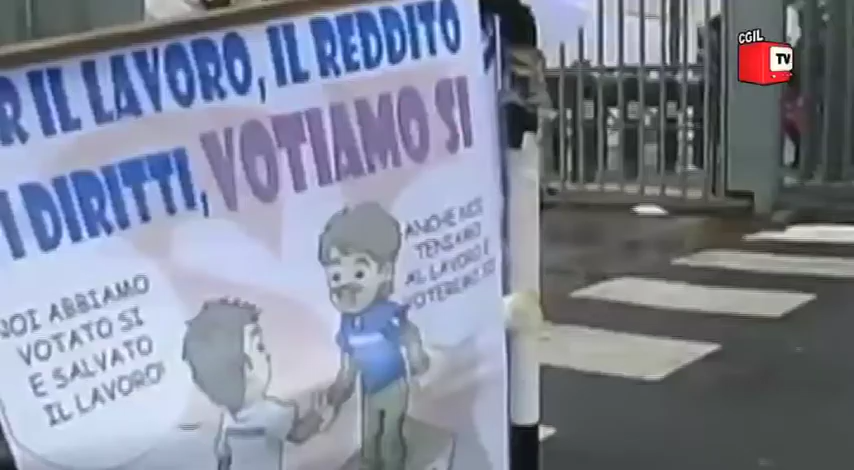 R IL LAVORO, IL REDDITO
I DIRITTI, VOTIAMO SI
NOI ABBIAMO
VOTATO SI
E SALVATO
IL LAVORO!
ANCHE NOI
TENIAMO
AL LAVORO E
VOTEREMO SI
CGIL
TV